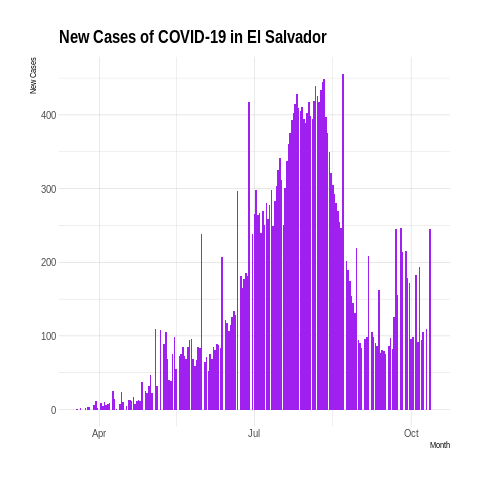 New Cases of COVID-19 in El Salvador
New Cases
400
300
200
100
0
Apr
Jul
Oct
Month